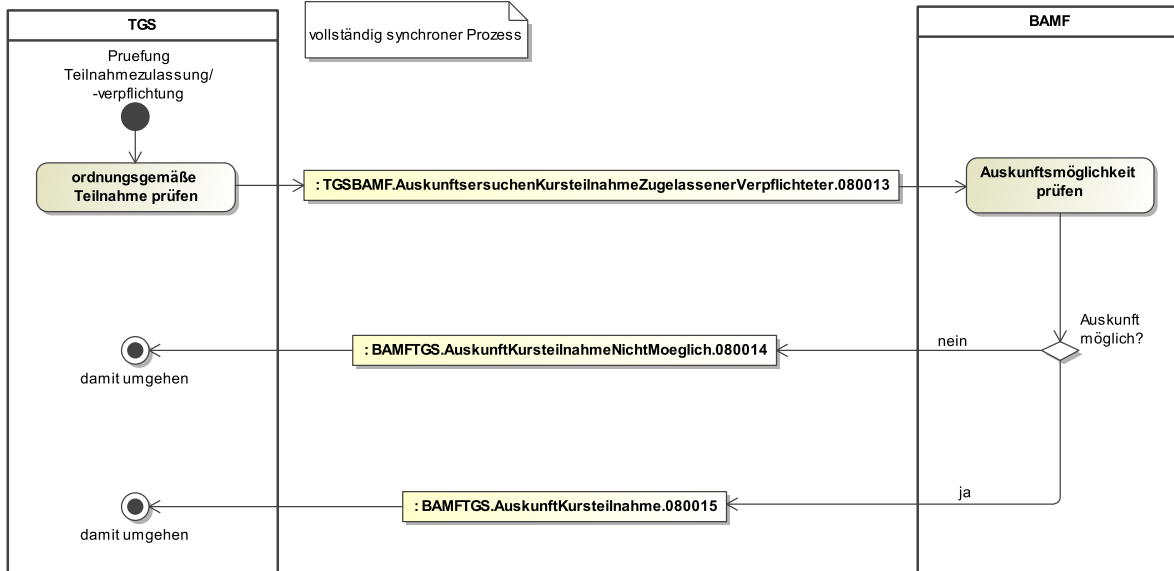 TGS
vollständig synchroner Prozess
BAMF
Pruefung
Teilnahmezulassung/
-verpflichtung
ordnungsgemäße
Teilnahme prüfen
: TGSBAMF.AuskunftsersuchenKursteilnahmeZugelassenerVerpflichteter.080013
Auskunftsmöglichkeit
prüfen
Auskunft
möglich?
nein
: BAMFTGS.AuskunftKursteilnahmeNichtMoeglich.080014
damit umgehen
ja
: BAMFTGS.AuskunftKursteilnahme.080015
damit umgehen